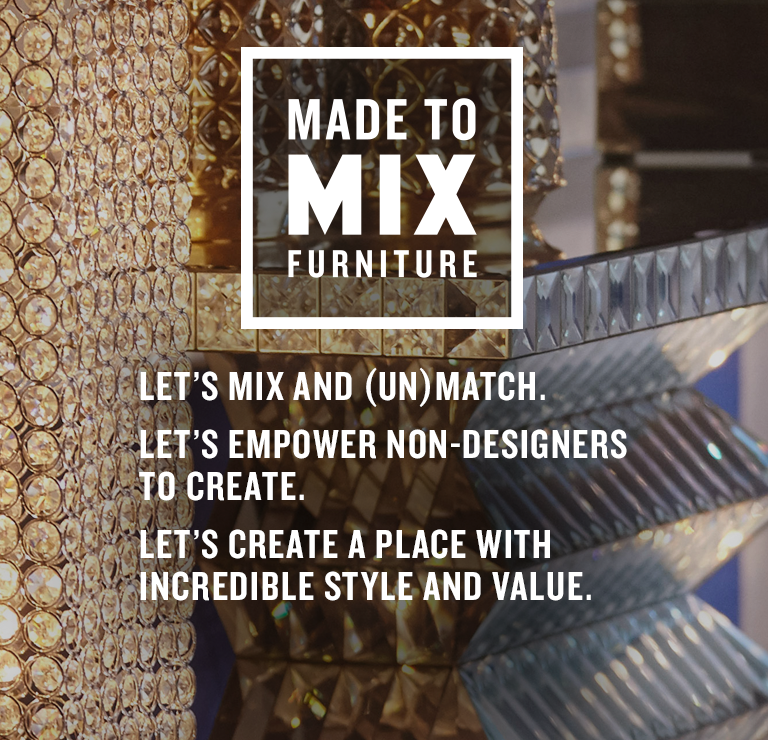 MADE TO
MIX
FURNITURE
LET’S MIX AND (UN)MATCH.
LET’S EMPOWER NON-DESIGNERS
TO CREATE.
LET’S CREATE A PLACE WITH
INCREDIBLE STYLE AND VALUE.